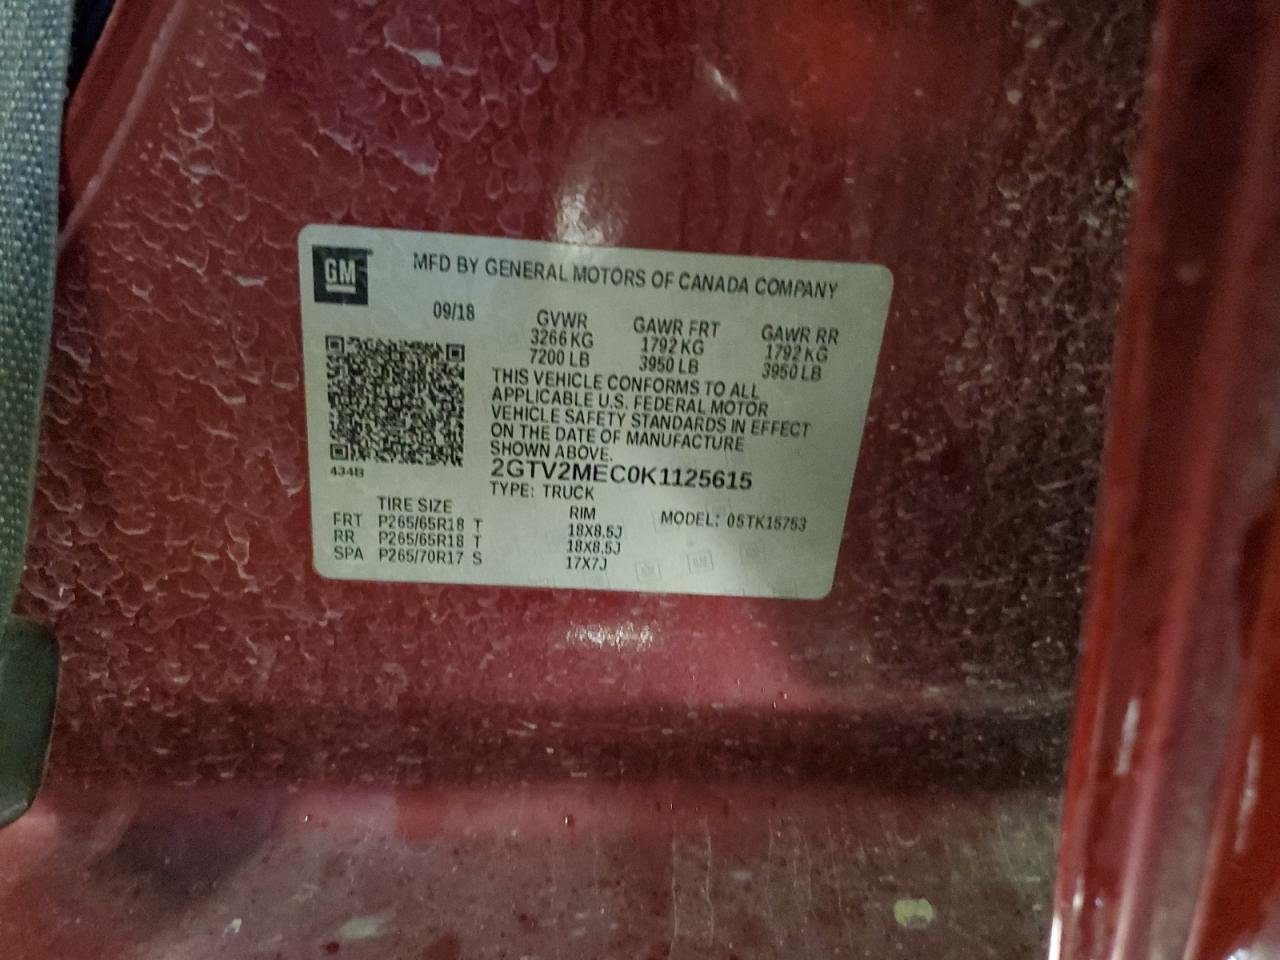 GM
MFD BY GENERAL MOTORS OF CANADA COMPANY
09/18
GVWR GAWR FRT GAWR RR
3266 KG 1792 KG 1792 KG
7200 LB 3950 LB 3950 LB
THIS VEHICLE CONFORMS TO ALL
APPLICABLE U.S. FEDERAL MOTOR
VEHICLE SAFETY STANDARDS IN EFFECT
ON THE DATE OF MANUFACTURE
SHOWN ABOVE.
434B
2GTV2MEC0K1125615
TYPE: TRUCK
TIRE SIZE RIM MODEL: 05TK15753
FRT P265/65R18 T 18X8.5J
RR P265/65R18 T 18X8.5J
SPA P265/70R17 S 17X7J
GM GM